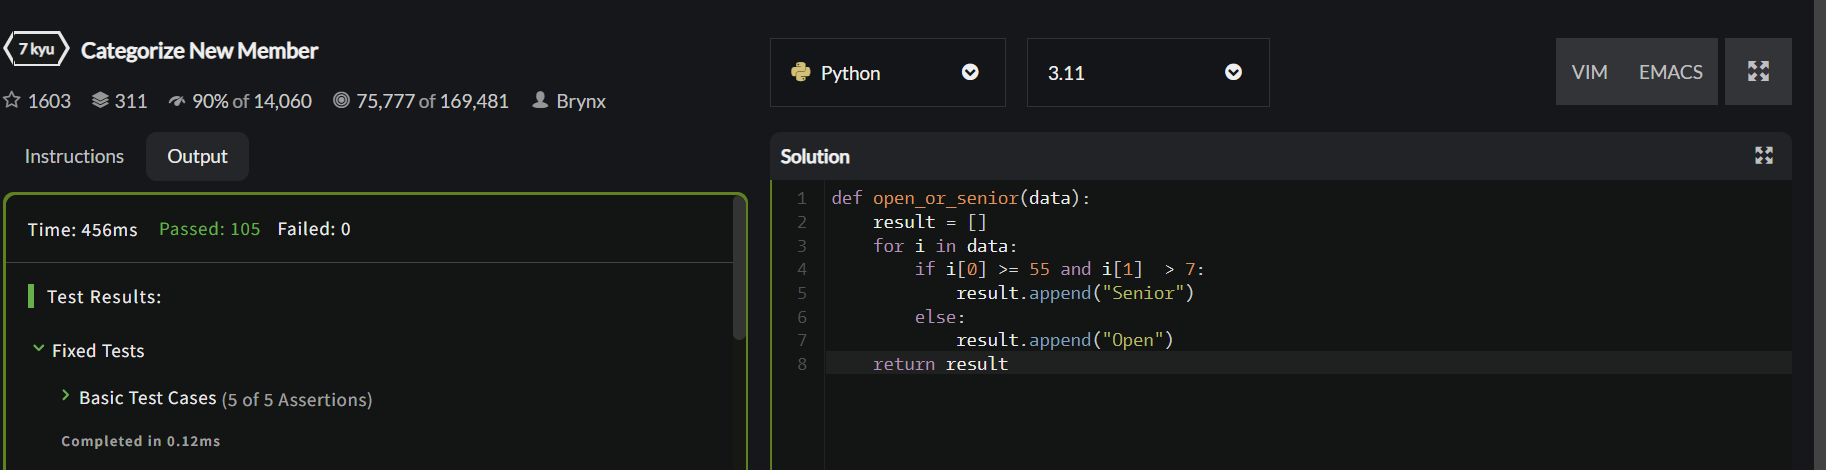 7 kyu Categorize New Member
1603 311 90% of 14,060 75,777 of 169,481 Brynx
Instructions Output
Time: 456ms Passed: 105 Failed: 0
Test Results:
Fixed Tests
Basic Test Cases (5 of 5 Assertions)
Completed in 0.12ms
Python 3.11 VIM EMACS
Solution
1 def open_or_senior(data):
2     result = []
3     for i in data:
4         if i[0] >= 55 and i[1]  > 7:
5             result.append("Senior")
6         else:
7             result.append("Open")
8     return result